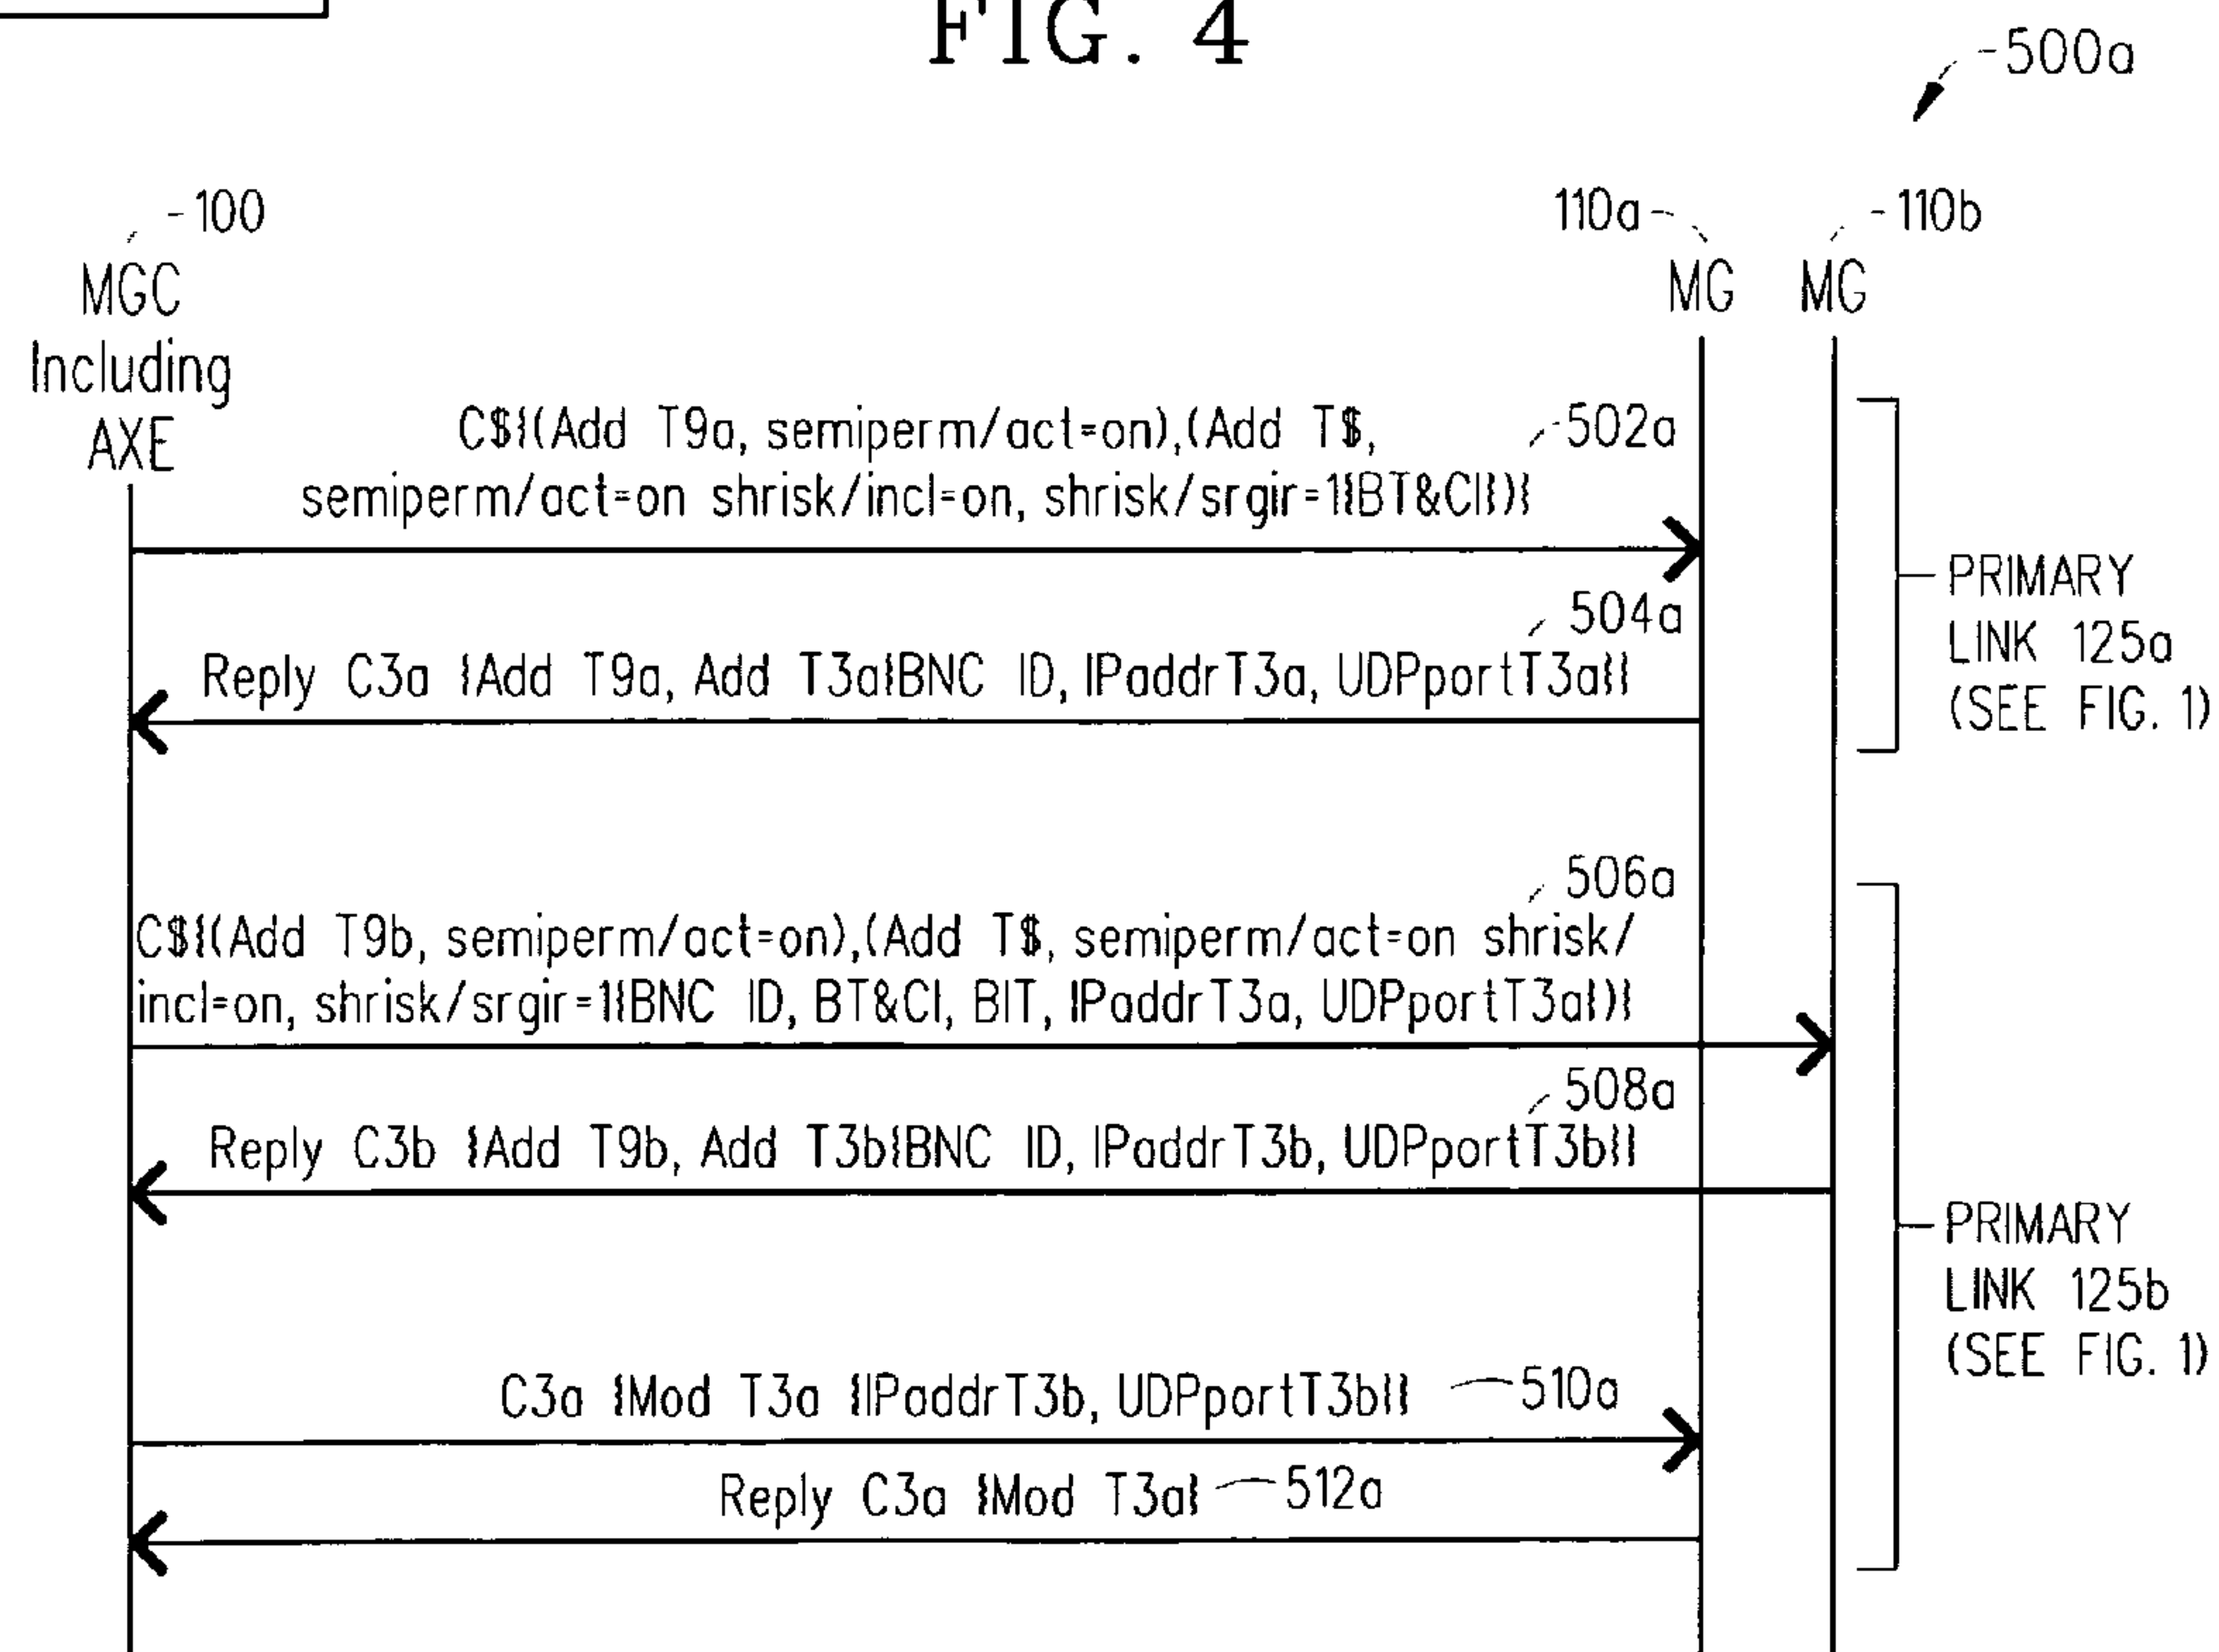 FIG. 4
500a
100
110a
110b
MGC
Including
AXE
MG
MG
C${(Add T9a, semiperm/act=on),(Add T$,
semiperm/act=on shrisk/incl=on, shrisk/srgir=1{BT&CI})}
502a
504a
Reply C3a {Add T9a, Add T3a{BNC ID, IPaddrT3a, UDPportT3a}}
PRIMARY
LINK 125a
(SEE FIG. 1)
506a
C${(Add T9b, semiperm/act=on),(Add T$, semiperm/act=on shrisk/
incl=on, shrisk/srgir=1{BNC ID, BT&CI, BIT, IPaddrT3a, UDPportT3a})}
508a
Reply C3b {Add T9b, Add T3b{BNC ID, IPaddrT3b, UDPportT3b}}
PRIMARY
LINK 125b
(SEE FIG. 1)
C3a {Mod T3a {IPaddrT3b, UDPportT3b}}
510a
Reply C3a {Mod T3a}
512a